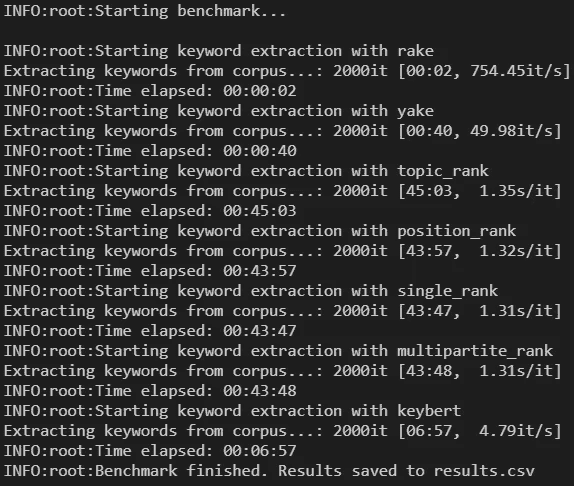 INFO:root:Starting benchmark...
INFO:root:Starting keyword extraction with rake
Extracting keywords from corpus...: 2000it [00:02, 754.45it/s]
INFO:root:Time elapsed: 00:00:02
INFO:root:Starting keyword extraction with yake
Extracting keywords from corpus...: 2000it [00:40, 49.98it/s]
INFO:root:Time elapsed: 00:00:40
INFO:root:Starting keyword extraction with topic_rank
Extracting keywords from corpus...: 2000it [45:03,  1.35s/it]
INFO:root:Time elapsed: 00:45:03
INFO:root:Starting keyword extraction with position_rank
Extracting keywords from corpus...: 2000it [43:57,  1.32s/it]
INFO:root:Time elapsed: 00:43:57
INFO:root:Starting keyword extraction with single_rank
Extracting keywords from corpus...: 2000it [43:47,  1.31s/it]
INFO:root:Time elapsed: 00:43:47
INFO:root:Starting keyword extraction with multipartite_rank
Extracting keywords from corpus...: 2000it [43:48,  1.31s/it]
INFO:root:Time elapsed: 00:43:48
INFO:root:Starting keyword extraction with keybert
Extracting keywords from corpus...: 2000it [06:57,  4.79it/s]
INFO:root:Time elapsed: 00:06:57
INFO:root:Benchmark finished. Results saved to results.csv